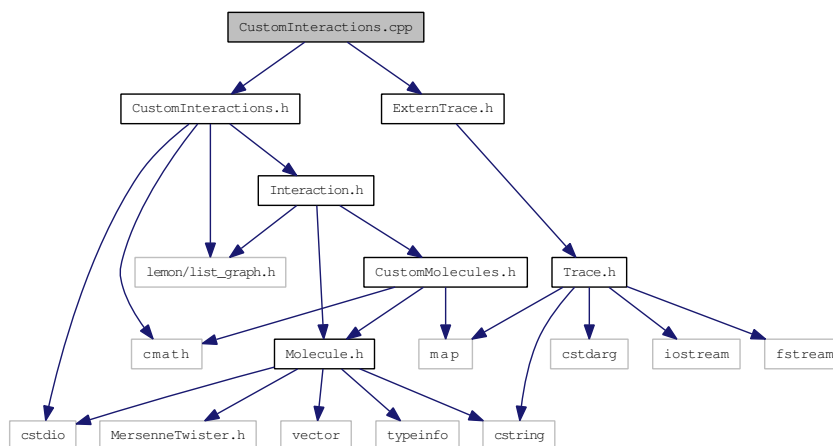 CustomInteractions.cpp
CustomInteractions.h
ExternTrace.h
Interaction.h
lemon/list_graph.h
CustomMolecules.h
Trace.h
cmath
Molecule.h
map
cstdarg
iostream
fstream
cstdio
MersenneTwister.h
vector
typeinfo
cstring